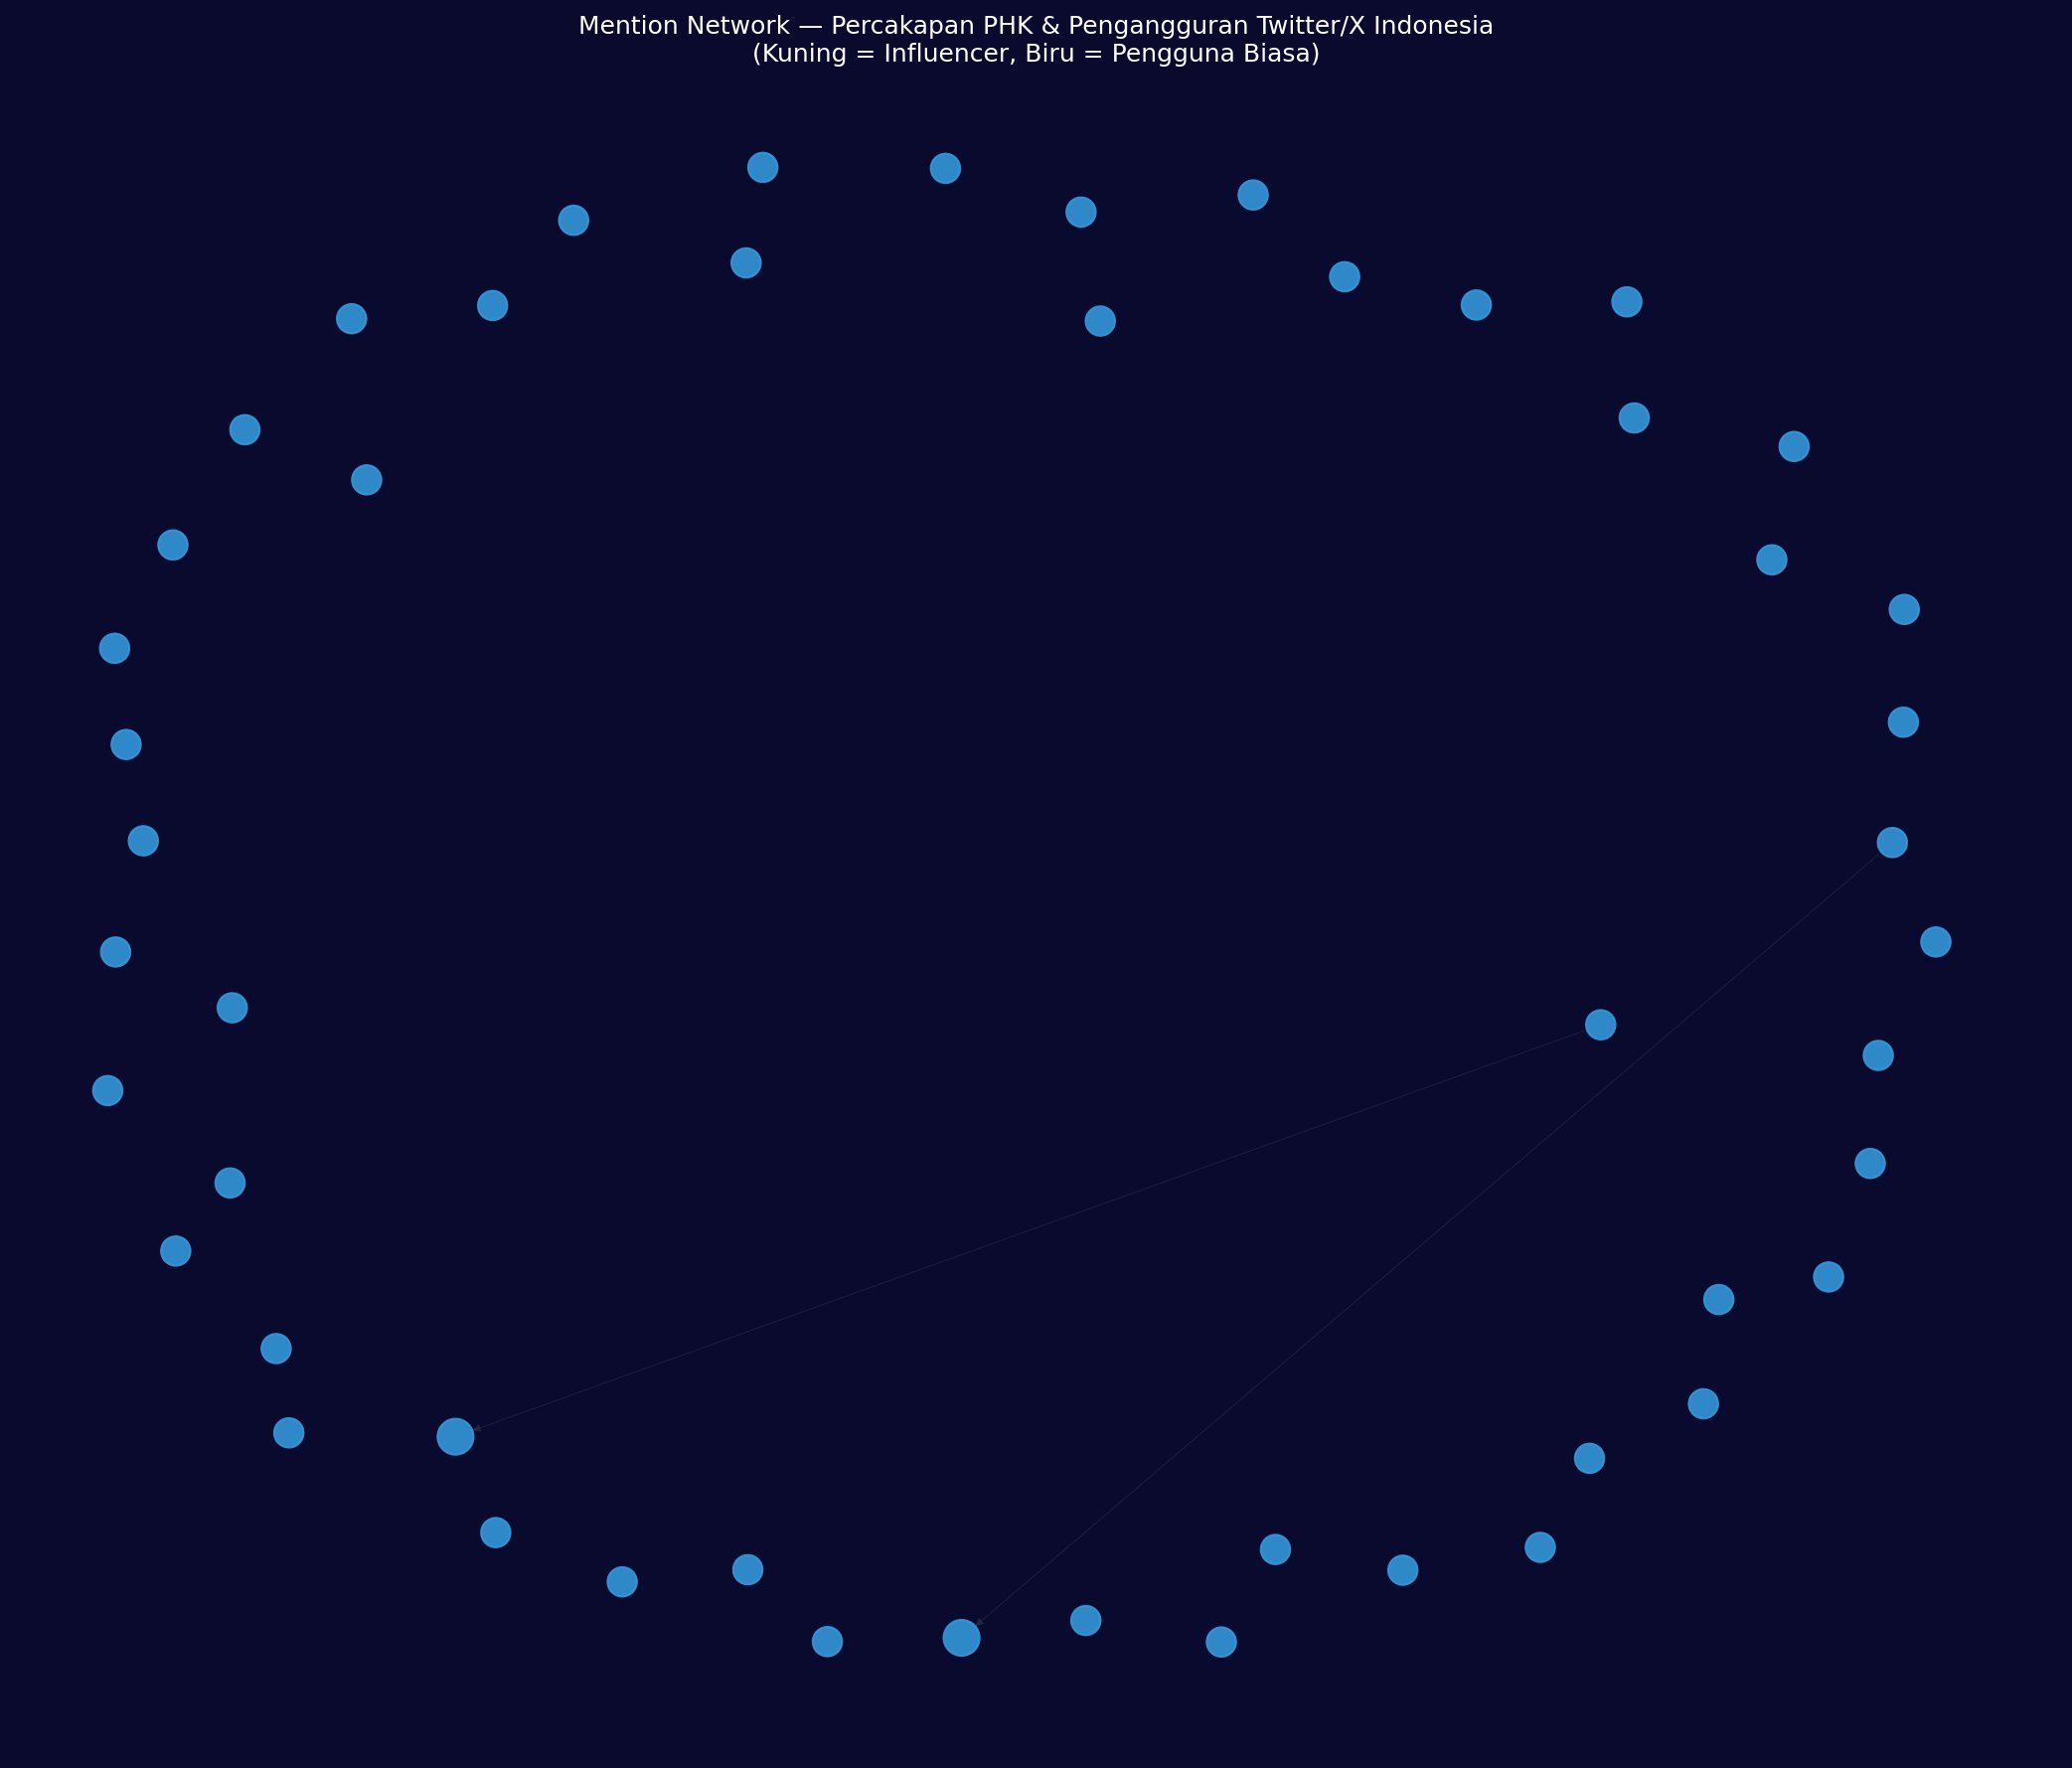 Mention Network — Percakapan PHK & Pengangguran Twitter/X Indonesia
(Kuning = Influencer, Biru = Pengguna Biasa)